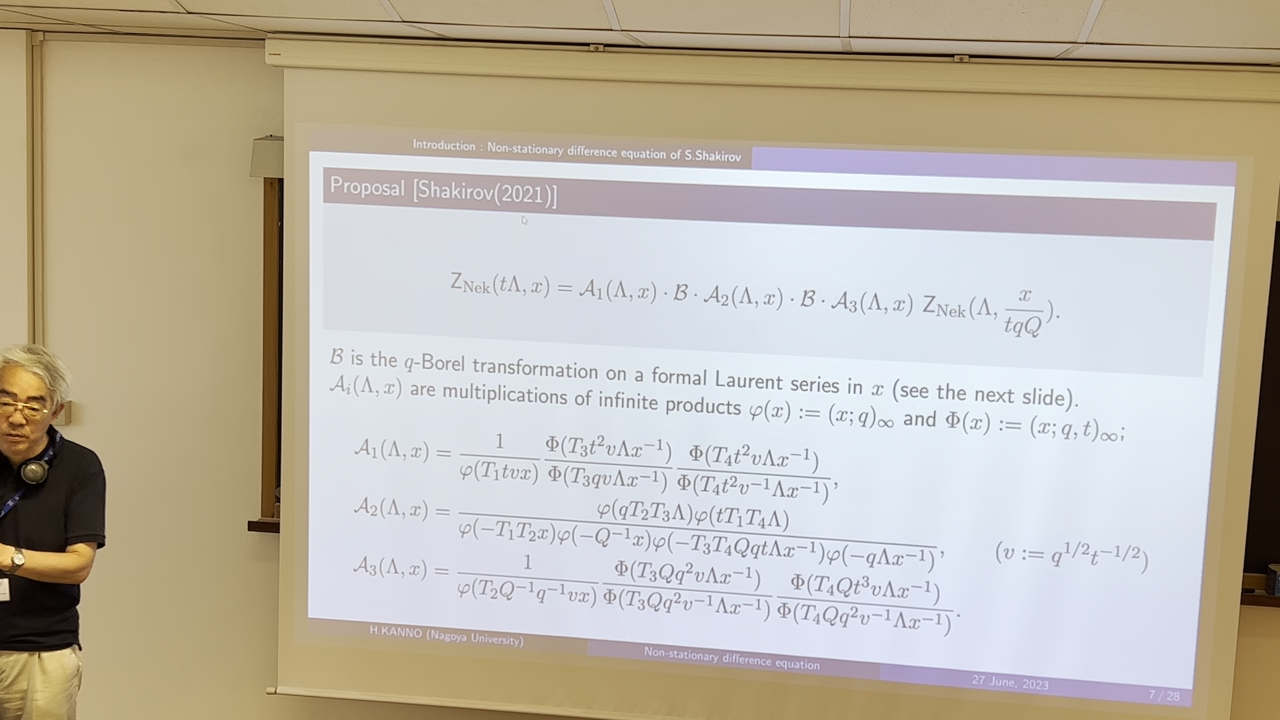 Introduction : Non-stationary difference equation of S.Shakirov
Proposal [Shakirov(2021)]
Z_Nek(tΛ, x) = 𝒜₁(Λ, x) · ℬ · 𝒜₂(Λ, x) · ℬ · 𝒜₃(Λ, x) Z_Nek(Λ, x/(tqQ)).
ℬ is the q-Borel transformation on a formal Laurent series in x (see the next slide).
𝒜ᵢ(Λ, x) are multiplications of infinite products φ(x) := (x; q)∞ and Φ(x) := (x; q, t)∞;
𝒜₁(Λ, x) = 1/φ(T₁tvx) Φ(T₃t²vΛx⁻¹)/Φ(T₃qvΛx⁻¹) Φ(T₄t²vΛx⁻¹)/Φ(T₄t²v⁻¹Λx⁻¹),
𝒜₂(Λ, x) = φ(qT₂T₃Λ)φ(tT₁T₄Λ)/φ(−T₁T₂x)φ(−Q⁻¹x)φ(−T₃T₄QqtΛx⁻¹)φ(−qΛx⁻¹), (v := q^{1/2}t^{−1/2})
𝒜₃(Λ, x) = 1/φ(T₂Q⁻¹q⁻¹vx) Φ(T₃Qq²vΛx⁻¹)/Φ(T₃Qq²v⁻¹Λx⁻¹) Φ(T₄Qt³vΛx⁻¹)/Φ(T₄Qq²v⁻¹Λx⁻¹).
H.KANNO (Nagoya University)
Non-stationary difference equation
27 June, 2023
7 / 28